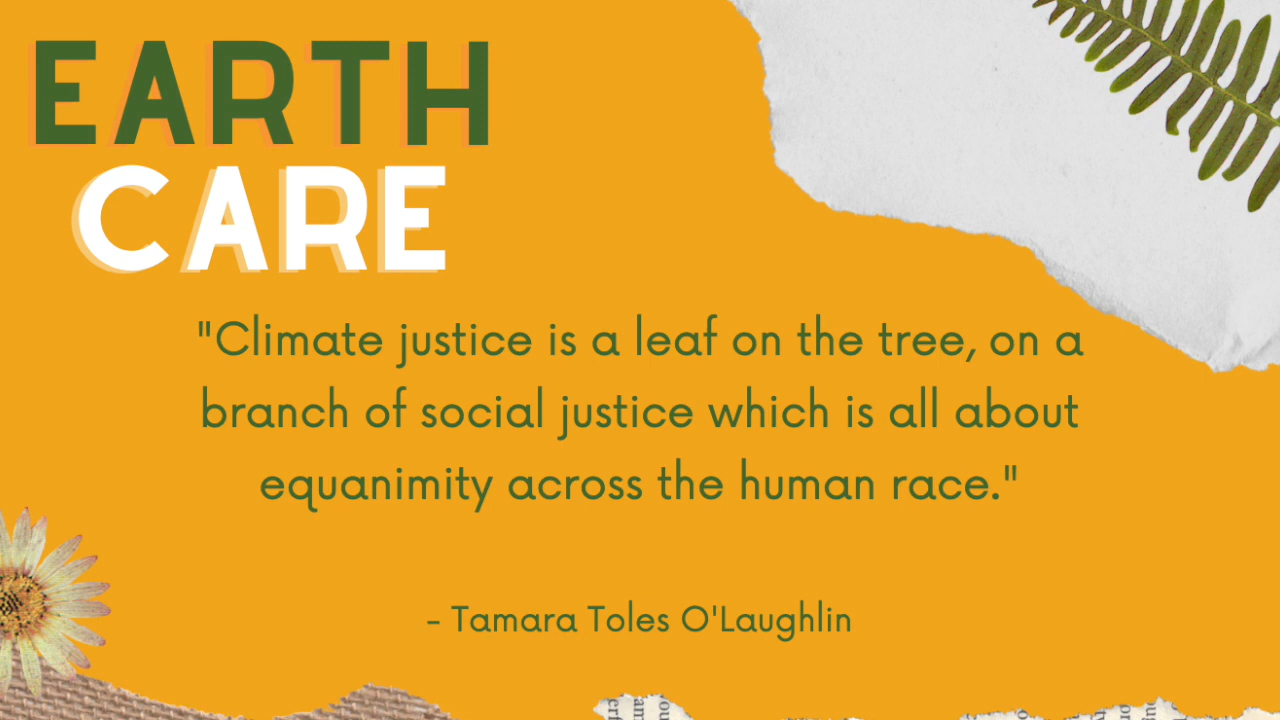 EARTH
CARE
"Climate justice is a leaf on the tree, on a
branch of social justice which is all about
equanimity across the human race."
- Tamara Toles O'Laughlin